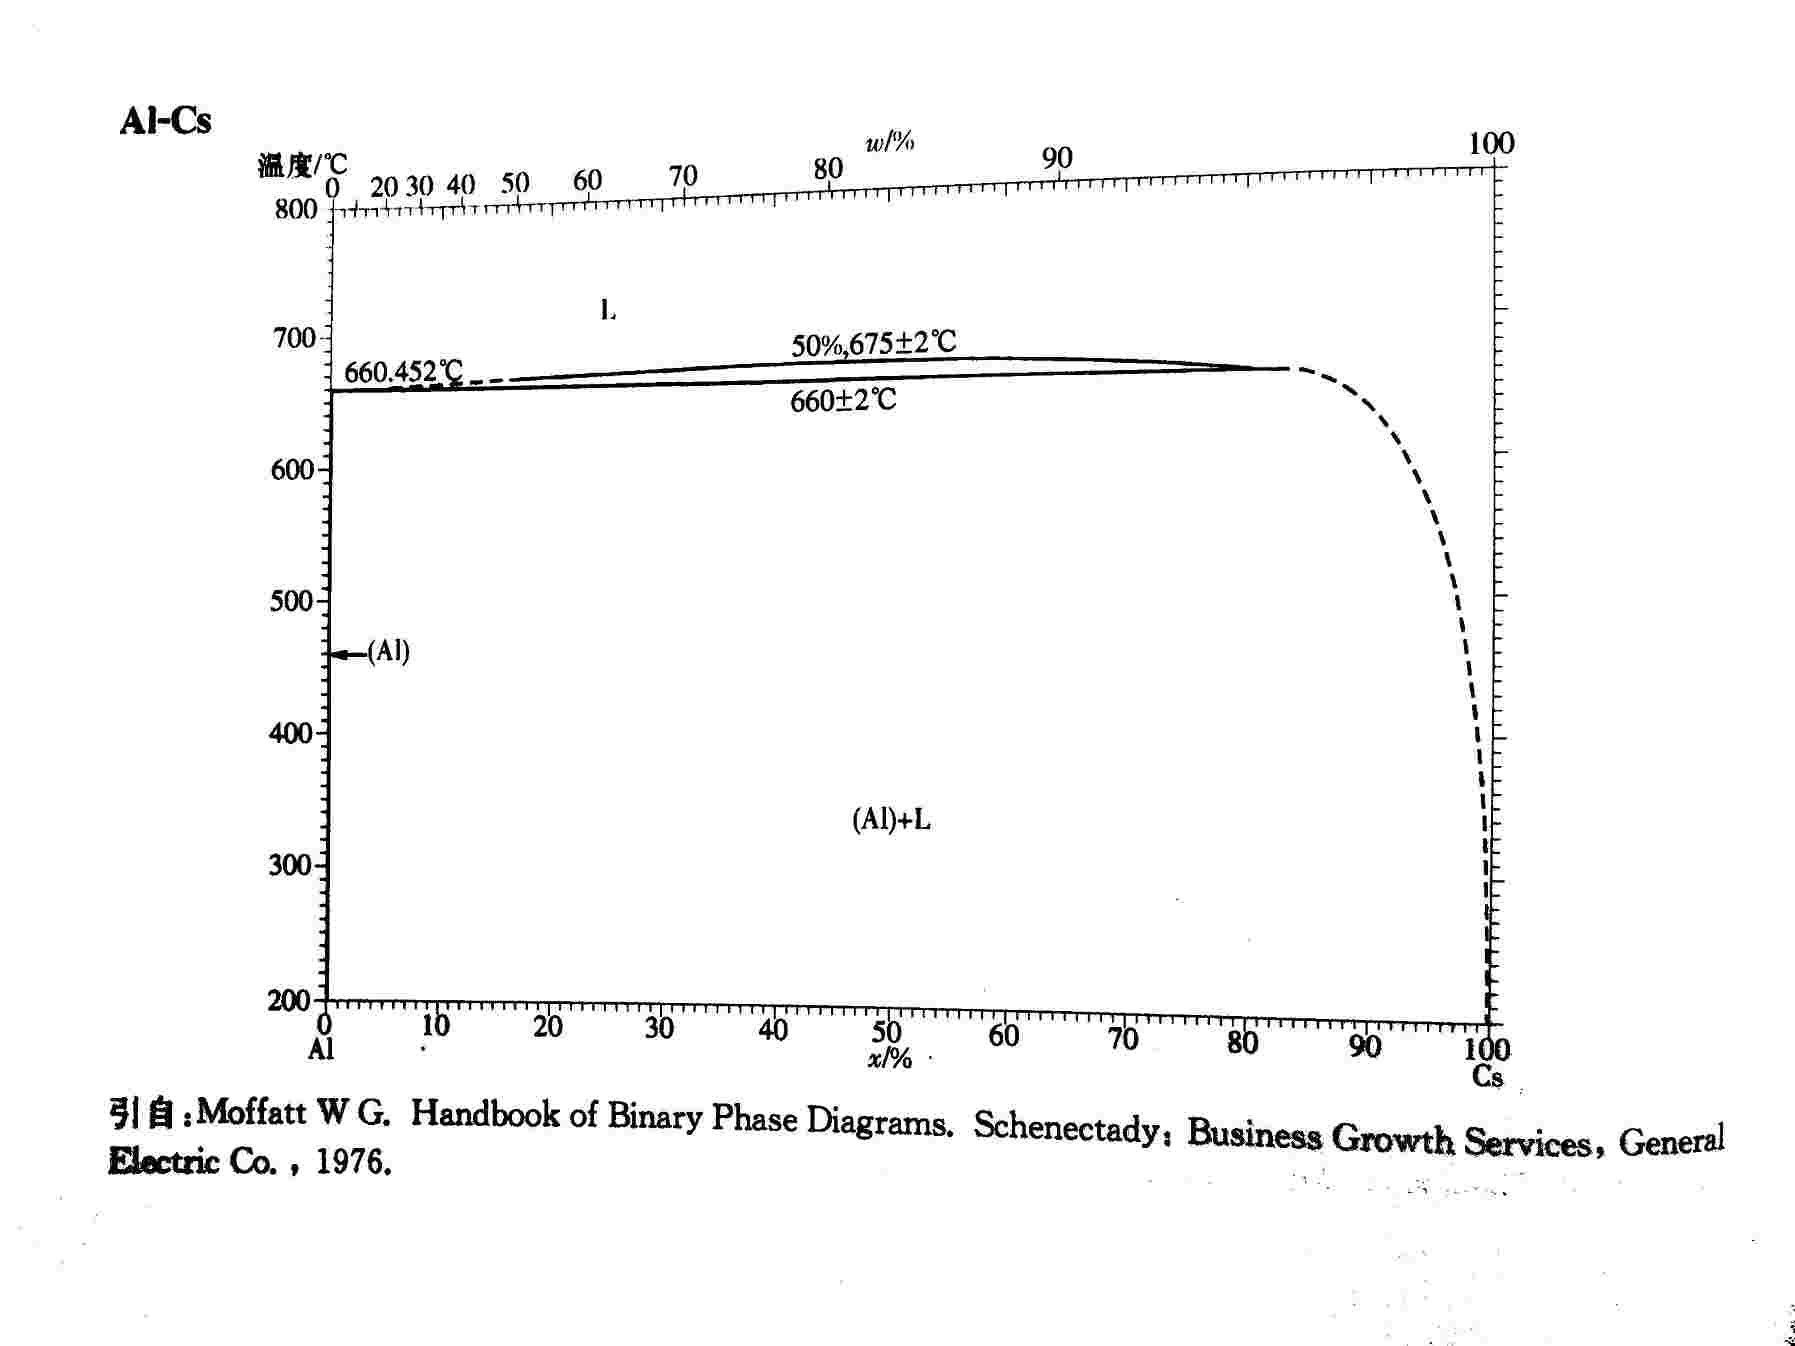 Al-Cs
w/%
温度/℃
0 20 30 40 50 60 70 80 90 100
800
L
700
50%,675±2℃
660.452℃
660±2℃
600
500
(Al)
400
(Al)+L
300
200
0 10 20 30 40 50 60 70 80 90 100
Al x/% Cs
引自:Moffatt W G. Handbook of Binary Phase Diagrams. Schenectady: Business Growth Services, General
Electric Co., 1976.